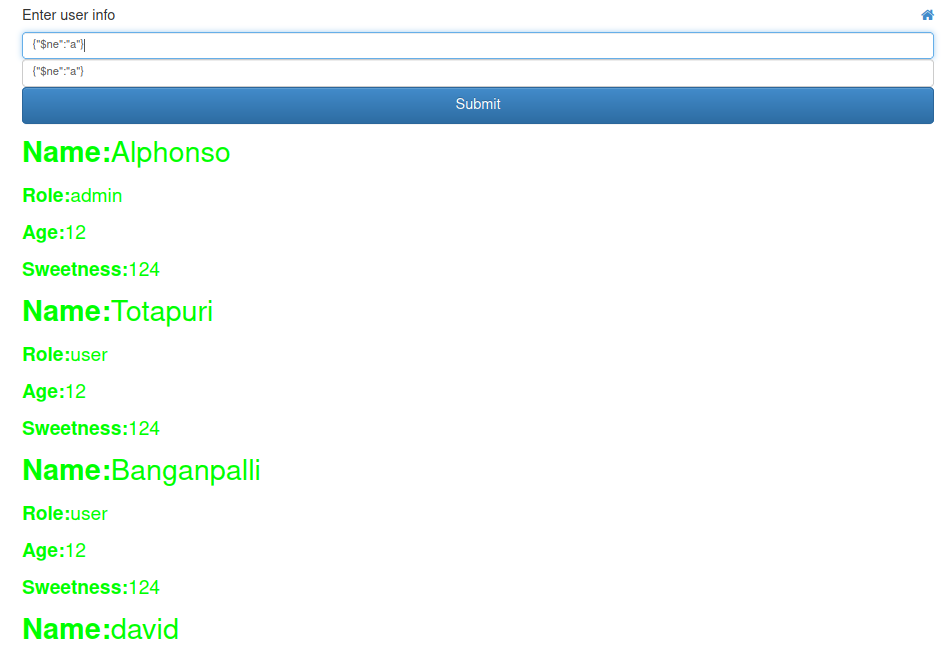 Enter user info
{"$ne":"a"}
{"$ne":"a"}
Submit
Name:Alphonso
Role:admin
Age:12
Sweetness:124
Name:Totapuri
Role:user
Age:12
Sweetness:124
Name:Banganpalli
Role:user
Age:12
Sweetness:124
Name:david